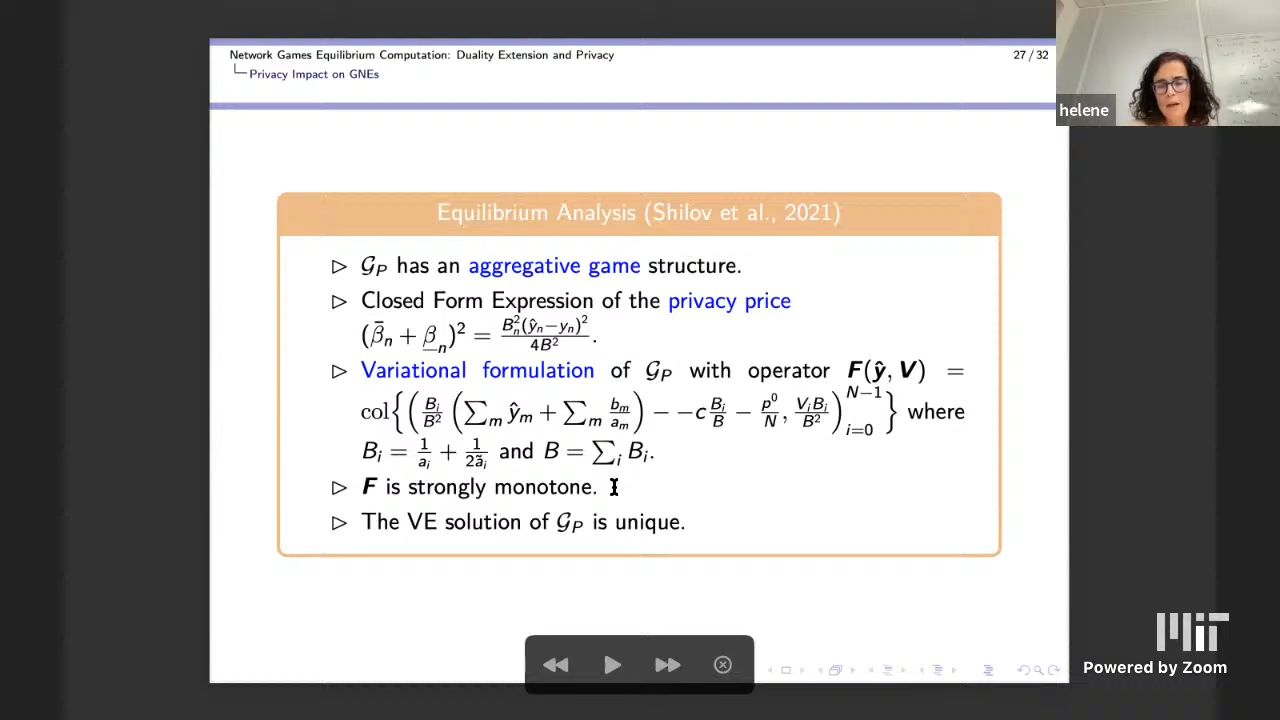 Network Games Equilibrium Computation: Duality Extension and Privacy
27 / 32
Privacy Impact on GNEs
helene
Equilibrium Analysis (Shilov et al., 2021)
▷ 𝒢_P has an aggregative game structure.
▷ Closed Form Expression of the privacy price
(β̄_n + β̲_n)² = B_n²(ŷ_n−y_n)² / 4B².
▷ Variational formulation of 𝒢_P with operator F(ŷ, V) =
col{(B_i/B² (∑_m ŷ_m + ∑_m b_m/a_m) − −c B_i/B − p⁰/N, V_iB_i/B²)_{i=0}^{N−1}} where
B_i = 1/a_i + 1/2ã_i and B = ∑_i B_i.
▷ F is strongly monotone.
▷ The VE solution of 𝒢_P is unique.
MIT
Powered by Zoom